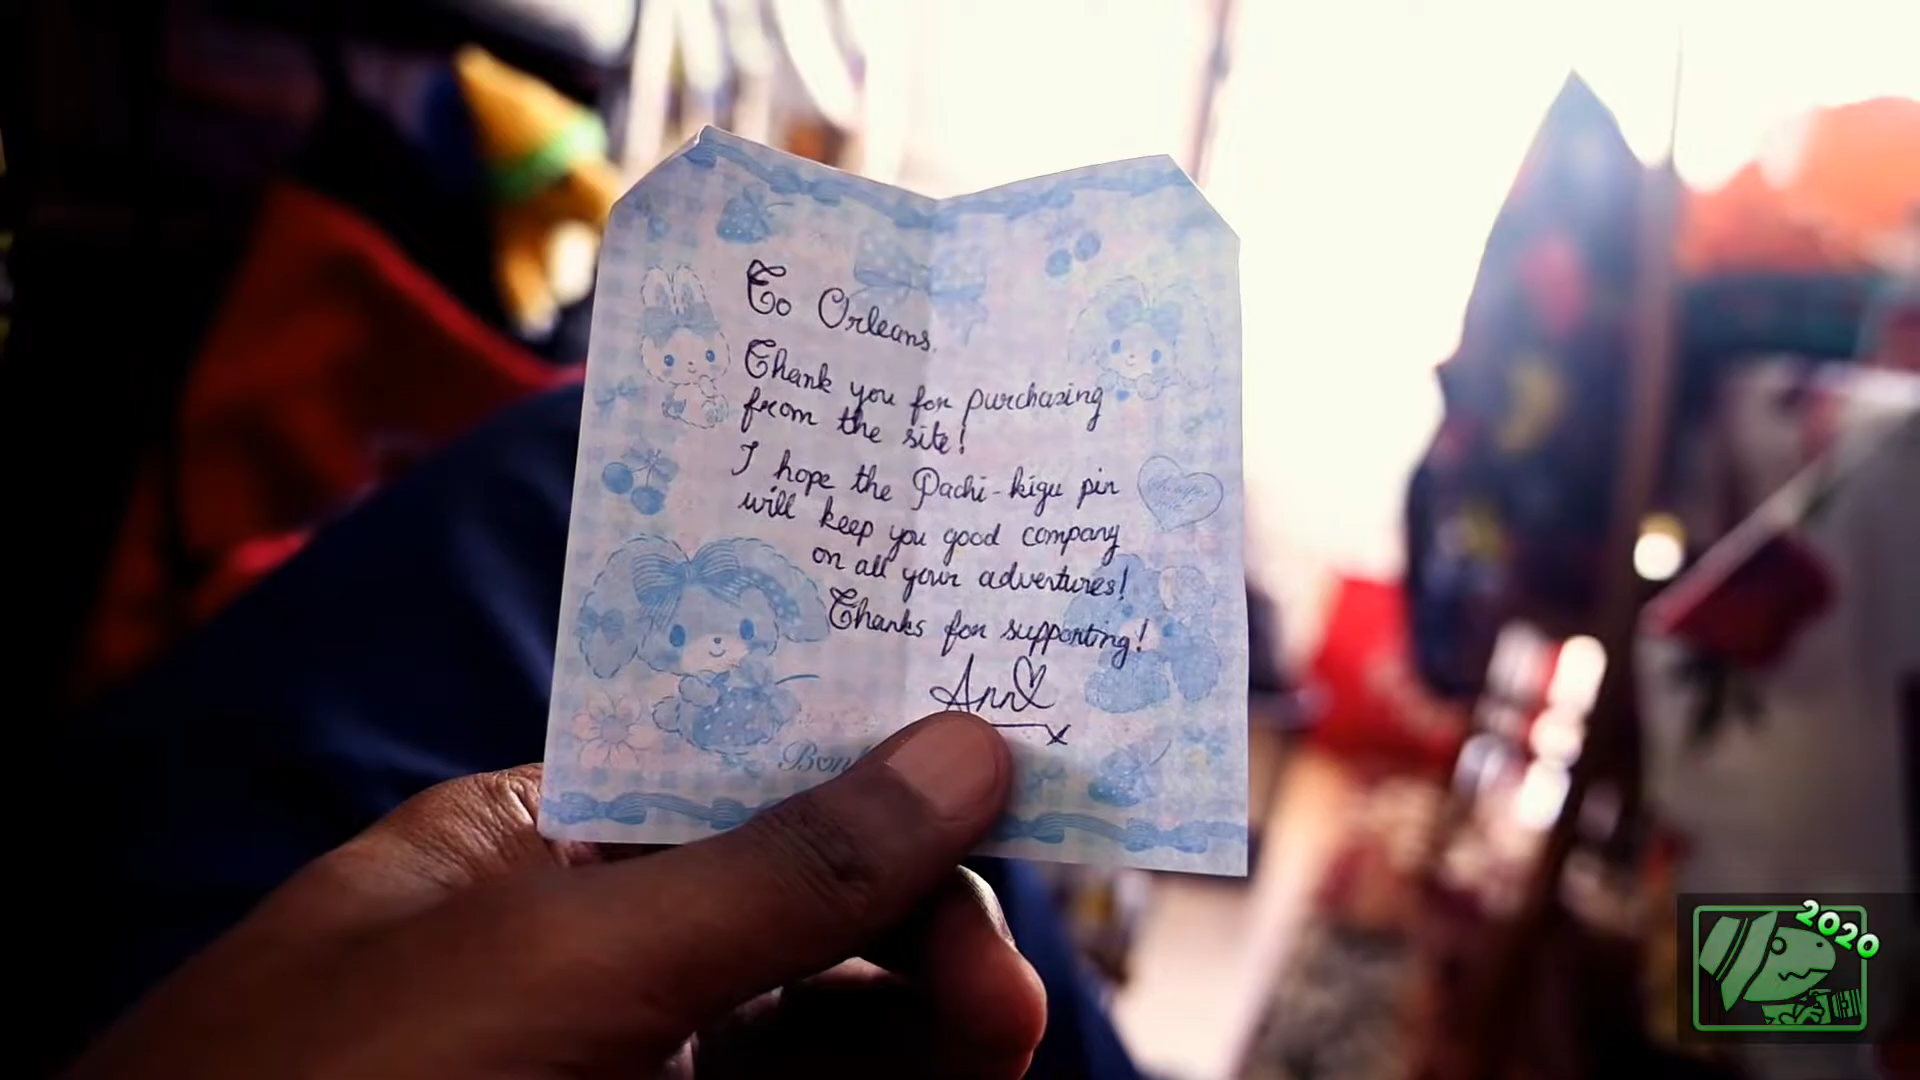 To Orleans,
Thank you for purchasing
from the site!
I hope the Pachi-kigu pin
will keep you good company
on all your adventures!
Thanks for supporting!
Ann
x
2020